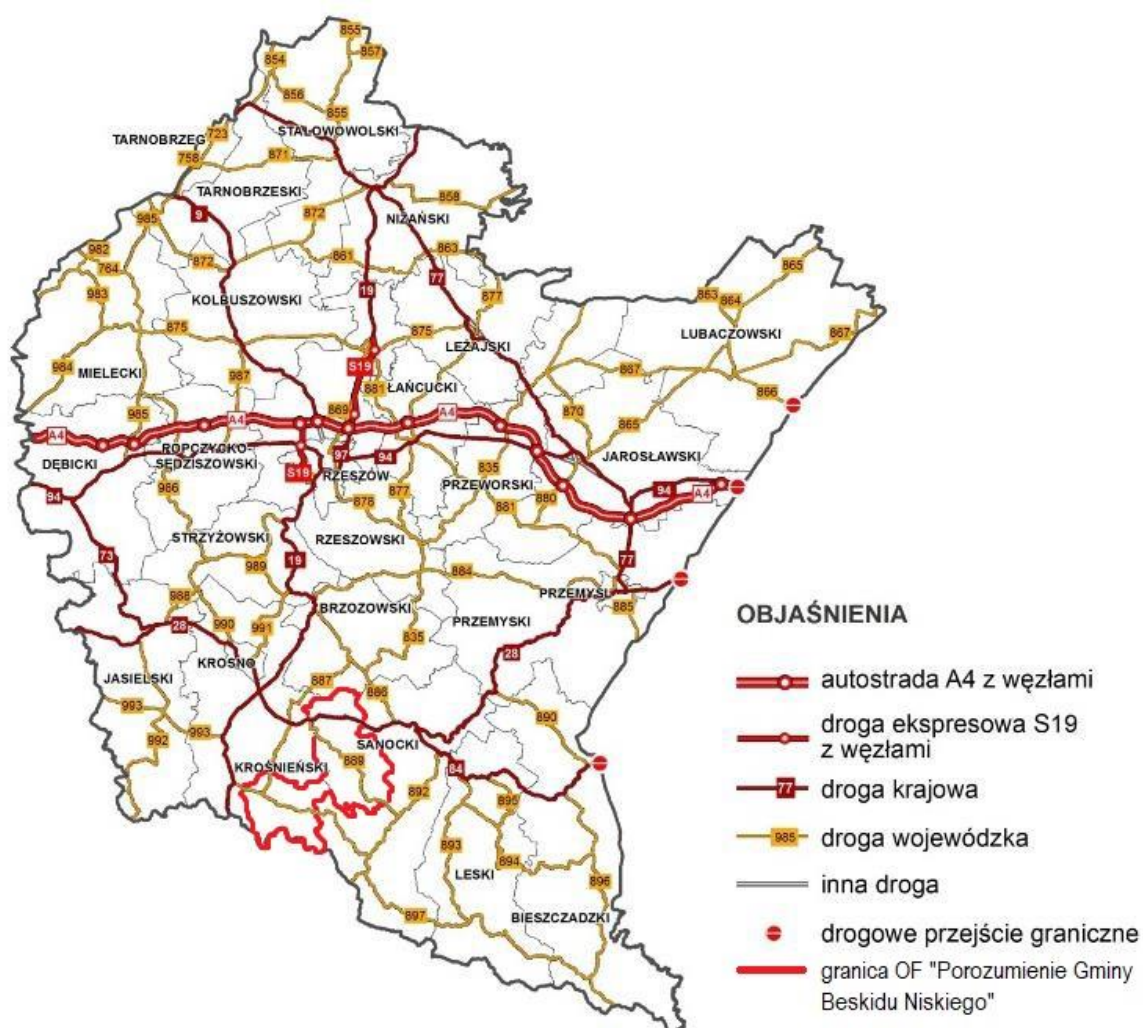 855
857
854
856
855
STALOWOWOLSKI
TARNOBRZEG
723
758
871
TARNOBRZESKI
858
9
872
NIŻAŃSKI
985
982
872
861
863
865
764
77
863
864
983
KOLBUSZOWSKI
19
877
875
875
LUBACZOWSKI
LEŻAJSKI
867
984
S19
867
MIELECKI
987
881
ŁAŃCUCKI
866
985
869
870
A4
A4
865
A4
ROPCZYCKO-
SĘDZISZOWSKI
JAROSŁAWSKI
DĘBICKI
97
94
S19
RZESZÓW
835
94
986
PRZEWORSKI
94
A4
877
880
878
881
STRZYŻOWSKI
RZESZOWSKI
73
19
77
989
884
988
BRZOZOWSKI
PRZEMYŚL
885
990
991
835
PRZEMYSKI
28
28
KROSNO
JASIELSKI
887
886
993
890
992
993
SANOCKI
KROŚNIEŃSKI
889
84
892
895
893
894
LESKI
896
897
BIESZCZADZKI
OBJAŚNIENIA
autostrada A4 z węzłami
droga ekspresowa S19
z węzłami
77
droga krajowa
985
droga wojewódzka
inna droga
drogowe przejście graniczne
granica OF "Porozumienie Gminy
Beskidu Niskiego"